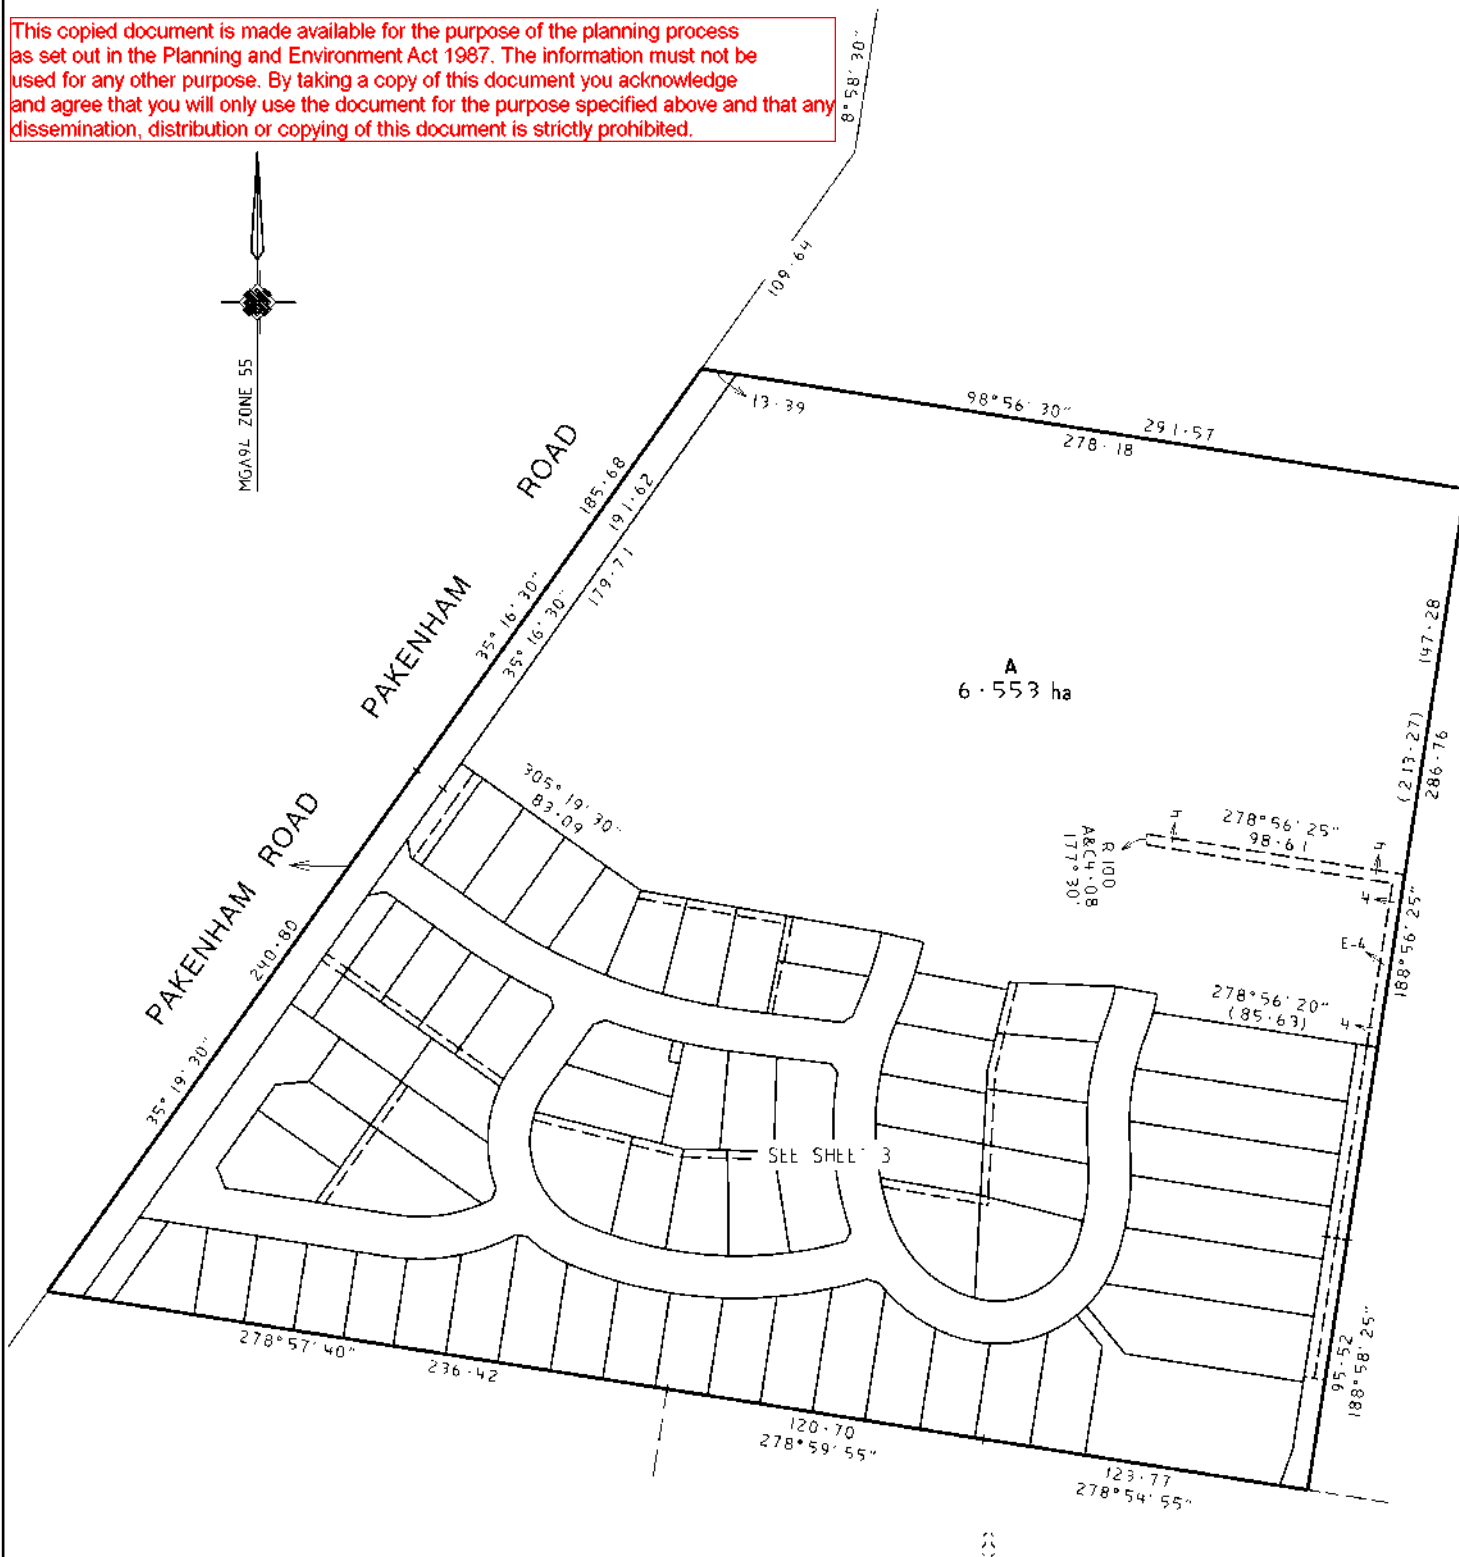 This copied document is made available for the purpose of the planning process
as set out in the Planning and Environment Act 1987. The information must not be
used for any other purpose. By taking a copy of this document you acknowledge
and agree that you will only use the document for the purpose specified above and that any
dissemination, distribution or copying of this document is strictly prohibited.
8°58'30"
109·64
MGA94 ZONE 55
13·39
98°56'30"
291·57
278·18
ROAD
185·68
191·62
179·71
PAKENHAM
35°16'30"
35°16'30"
A
6·553 ha
147·28
(213·27)
286·76
305°19'30"
83·09
278°56'25"
98·61
4
4
4
R 100
A&C4·08
177°30'
PAKENHAM ROAD
240·80
E-4
188°56'25"
278°56'20"
(85·63)
4
35°19'30"
SEE SHEET 3
278°57'40"
236·42
95·52
188°58'25"
120·70
278°59'55"
123·77
278°54'55"